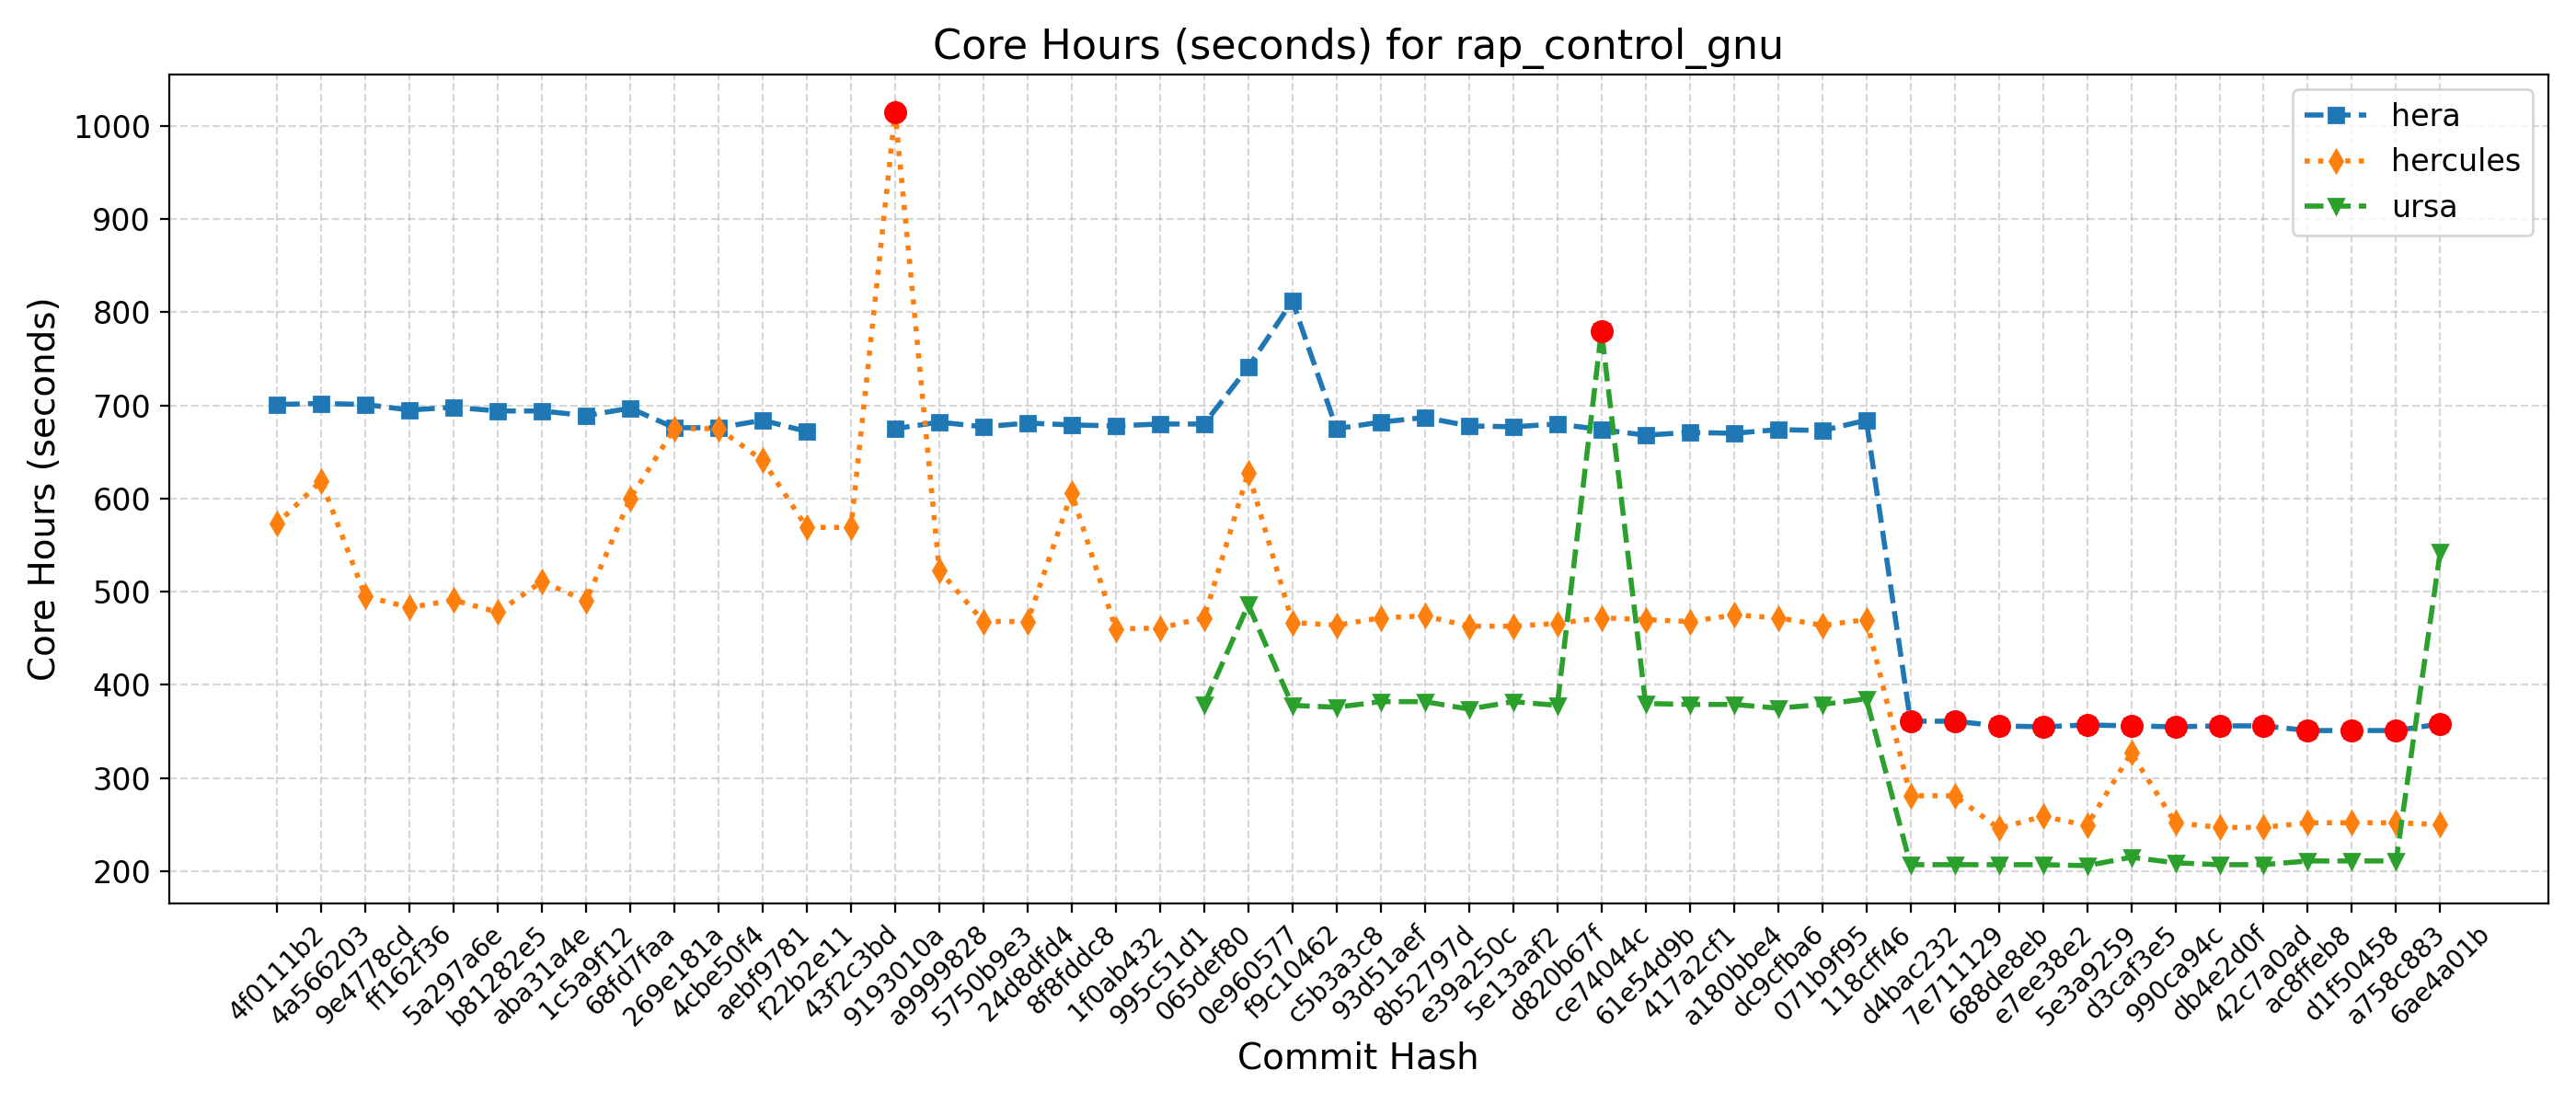 Core Hours (seconds) for rap_control_gnu
hera
hercules
ursa
Core Hours (seconds)
1000
900
800
700
600
500
400
300
200
4f0111b2
4a566203
9e4778cd
ff162f36
5a297a6e
b81282e5
aba31a4e
1c5a9f12
68fd7faa
269e181a
4cbe50f4
aebf9781
f22b2e11
43f2c3bd
9193010a
a9999828
5750b9e3
24d8dfd4
8f8fddc8
1f0ab432
995c51d1
065def80
0e960577
f9c10462
c5b3a3c8
93d51aef
8b52797d
e39a250c
5e13aaf2
d820b67f
ce74044c
61e54d9b
417a2cf1
a180bbe4
dc9cfba6
071b9f95
118cff46
d4bac232
7e711129
688de8eb
e7ee38e2
5e3a9259
d3caf3e5
990ca94c
db4e2d0f
42c7a0ad
ac8ffeb8
d1f50458
a758c883
6ae4a01b
Commit Hash